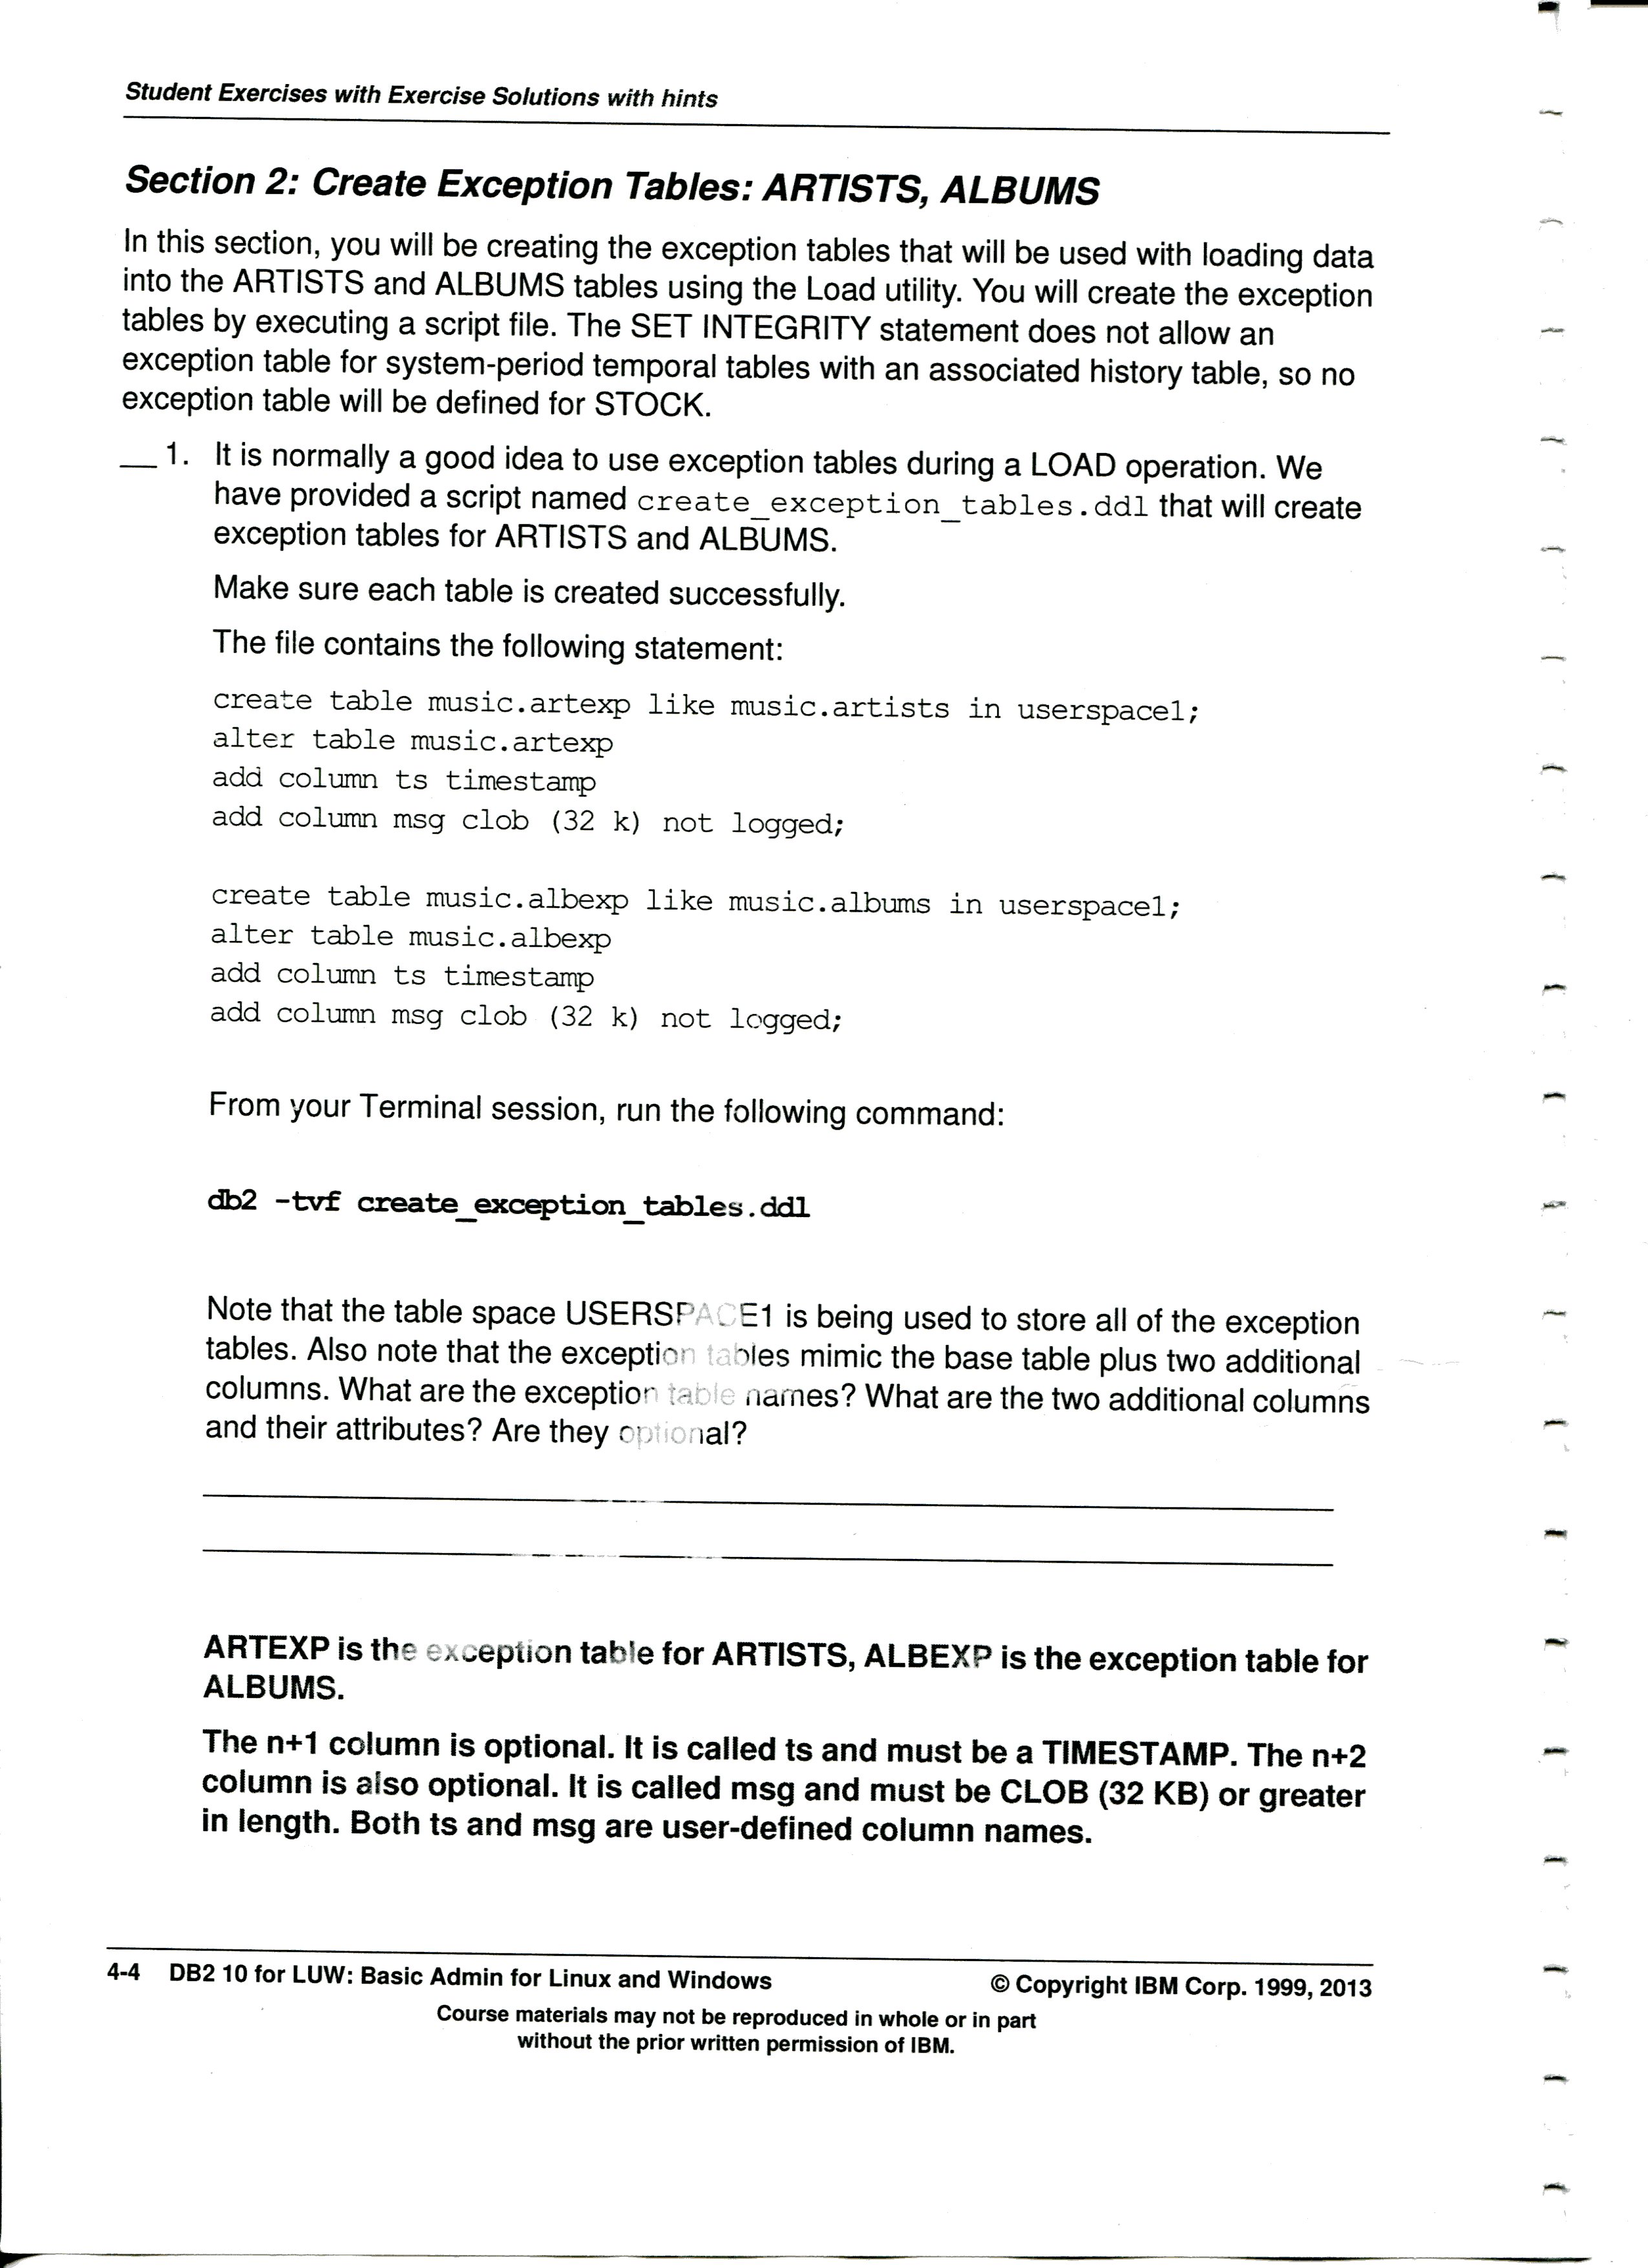 Student Exercises with Exercise Solutions with hints
Section 2: Create Exception Tables: ARTISTS, ALBUMS
In this section, you will be creating the exception tables that will be used with loading data
into the ARTISTS and ALBUMS tables using the Load utility. You will create the exception
tables by executing a script file. The SET INTEGRITY statement does not allow an
exception table for system-period temporal tables with an associated history table, so no
exception table will be defined for STOCK.
__ 1. It is normally a good idea to use exception tables during a LOAD operation. We
have provided a script named create_exception_tables.ddl that will create
exception tables for ARTISTS and ALBUMS.
Make sure each table is created successfully.
The file contains the following statement:
create table music.artexp like music.artists in userspace1;
alter table music.artexp
add column ts timestamp
add column msg clob (32 k) not logged;
create table music.albexp like music.albums in userspace1;
alter table music.albexp
add column ts timestamp
add column msg clob (32 k) not logged;
From your Terminal session, run the following command:
db2 -tvf create_exception_tables.ddl
Note that the table space USERSPACE1 is being used to store all of the exception
tables. Also note that the exception tables mimic the base table plus two additional
columns. What are the exception table names? What are the two additional columns
and their attributes? Are they optional?
ARTEXP is the exception table for ARTISTS, ALBEXP is the exception table for
ALBUMS.
The n+1 column is optional. It is called ts and must be a TIMESTAMP. The n+2
column is also optional. It is called msg and must be CLOB (32 KB) or greater
in length. Both ts and msg are user-defined column names.
4-4 DB2 10 for LUW: Basic Admin for Linux and Windows © Copyright IBM Corp. 1999, 2013
Course materials may not be reproduced in whole or in part
without the prior written permission of IBM.